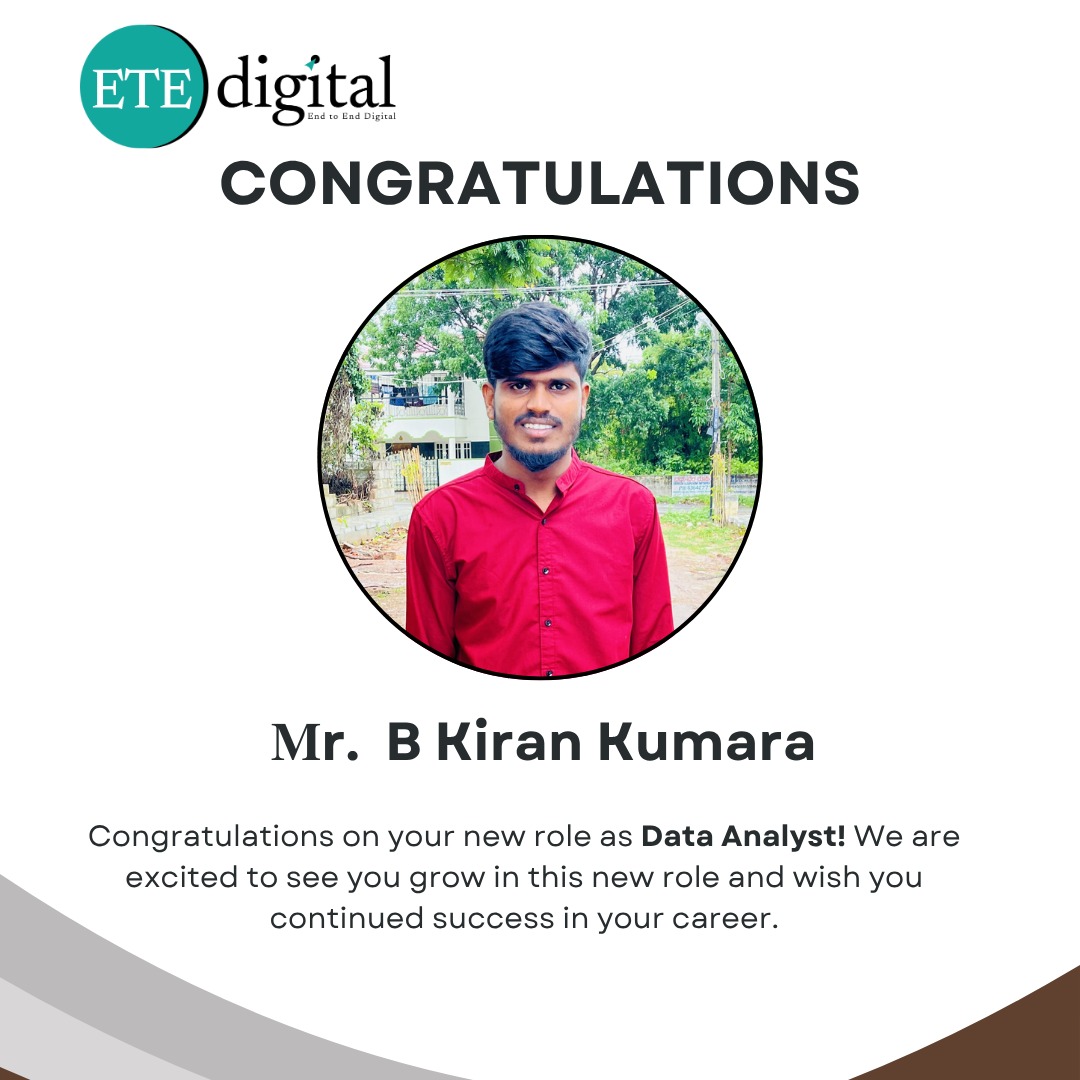 ETE digital
End to End Digital
CONGRATULATIONS
Mr. B Kiran Kumara
Congratulations on your new role as Data Analyst! We are
excited to see you grow in this new role and wish you
continued success in your career.